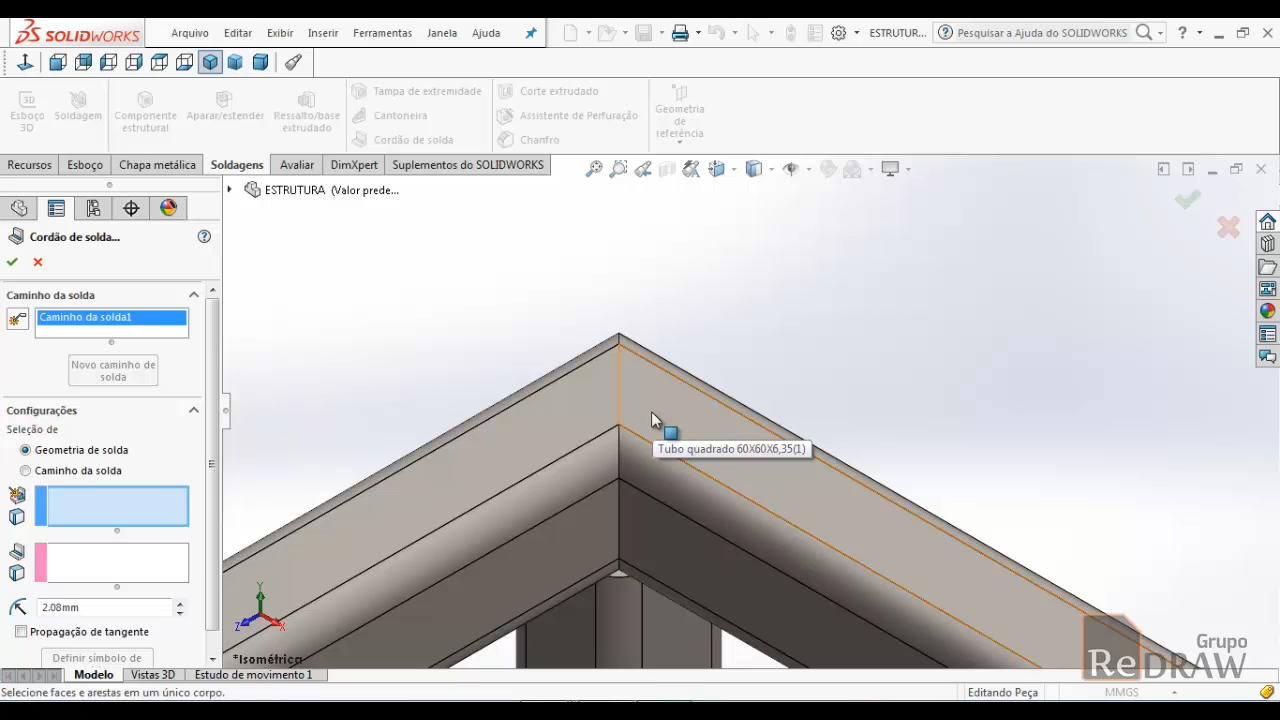 SOLIDWORKS
Arquivo Editar Exibir Inserir Ferramentas Janela Ajuda
ESTRUTUR...
Pesquisar a Ajuda do SOLIDWORKS
?
Esboço 3D
Soldagem
Componente estrutural
Aparar/estender
Ressalto/base extrudado
Tampa de extremidade
Cantoneira
Cordão de solda
Corte extrudado
Assistente de Perfuração
Chanfro
Geometria de referência
Recursos Esboço Chapa metálica Soldagens Avaliar DimXpert Suplementos do SOLIDWORKS
ESTRUTURA (Valor prede...
Cordão de solda...
?
Caminho da solda
Caminho da solda1
Novo caminho de
solda
Configurações
Seleção de
Geometria de solda
Caminho da solda
2.08mm
Propagação de tangente
Definir símbolo de
Tubo quadrado 60X60X6,35(1)
Y
Z
X
*Isométrica
Grupo
ReDRAW
Modelo Vistas 3D Estudo de movimento 1
Selecione faces e arestas em um único corpo.
Editando Peça
MMGS